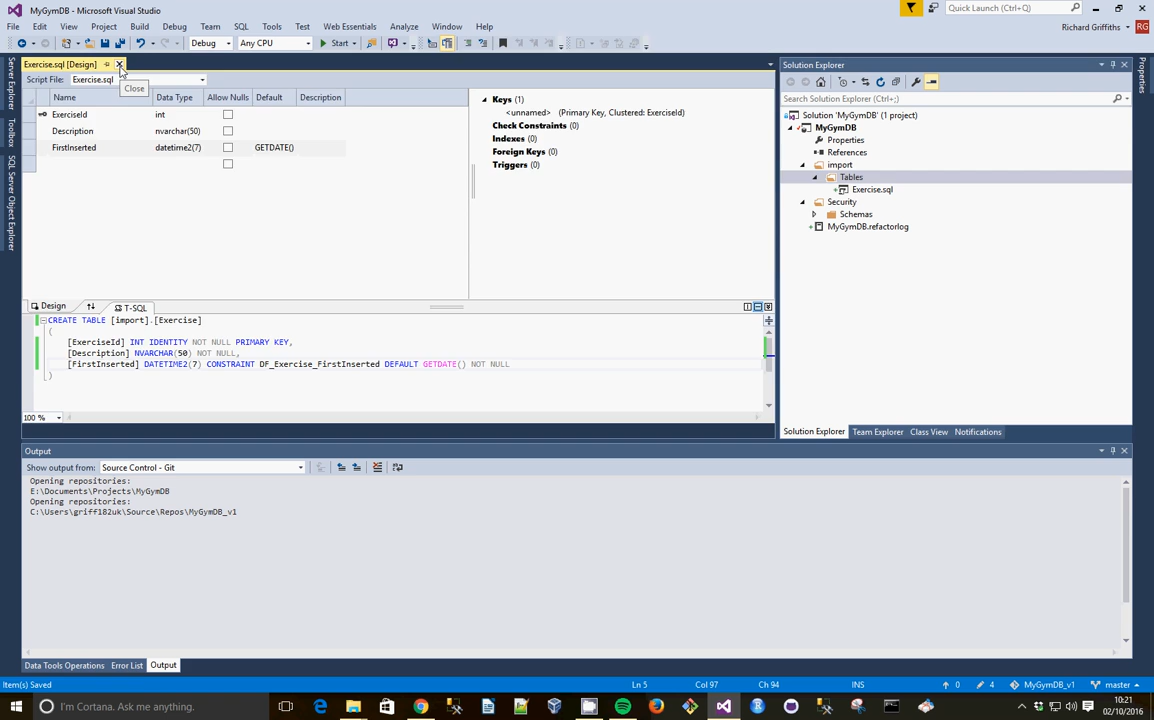 MyGymDB - Microsoft Visual Studio
Quick Launch (Ctrl+Q)
File Edit View Project Build Debug Team SQL Tools Test Web Essentials Analyze Window Help
Richard Griffiths RG
Debug Any CPU Start
Exercise.sql [Design]
Script File: Exercise.sql
Close
Name Data Type Allow Nulls Default Description
ExerciseId int
Description nvarchar(50)
FirstInserted datetime2(7) GETDATE()
Keys (1)
<unnamed> (Primary Key, Clustered: ExerciseId)
Check Constraints (0)
Indexes (0)
Foreign Keys (0)
Triggers (0)
Server Explorer
Toolbox
SQL Server Object Explorer
Design T-SQL
CREATE TABLE [import].[Exercise]
(
[ExerciseId] INT IDENTITY NOT NULL PRIMARY KEY,
[Description] NVARCHAR(50) NOT NULL,
[FirstInserted] DATETIME2(7) CONSTRAINT DF_Exercise_FirstInserted DEFAULT GETDATE() NOT NULL
)
100 %
Solution Explorer
Search Solution Explorer (Ctrl+;)
Solution 'MyGymDB' (1 project)
MyGymDB
Properties
References
import
Tables
Exercise.sql
Security
Schemas
MyGymDB.refactorlog
Solution Explorer Team Explorer Class View Notifications
Properties
Output
Show output from: Source Control - Git
Opening repositories:
E:\Documents\Projects\MyGymDB
Opening repositories:
C:\Users\griff182uk\Source\Repos\MyGymDB_v1
Data Tools Operations Error List Output
Item(s) Saved Ln 5 Col 97 Ch 94 INS 0 4 MyGymDB_v1 master
I'm Cortana. Ask me anything.
10:21
02/10/2016